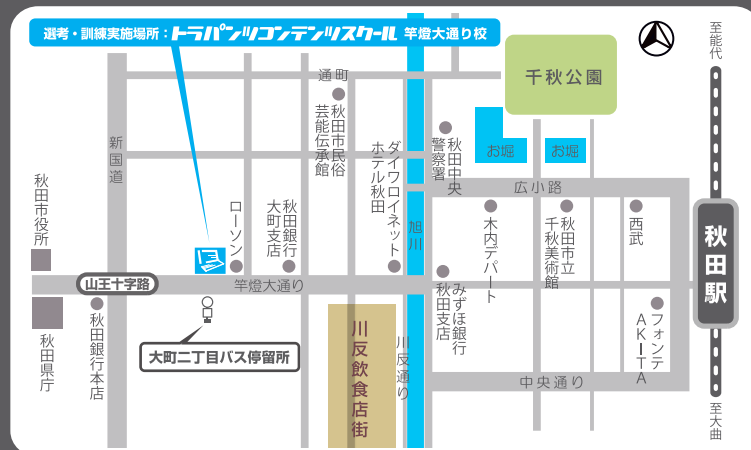 選考・訓練実施場所：トラパンツコンテンツスクール 竿燈大通り校
至能代
千秋公園
通町
新国道
秋田市民俗
芸能伝承館
ダイワロイネット
ホテル秋田
秋田中央
警察署
お堀
お堀
広小路
秋田市役所
ローソン
秋田銀行
大町支店
旭川
木内デパート
秋田市立
千秋美術館
西武
秋田駅
山王十字路
竿燈大通り
みずほ銀行
秋田支店
フォンテ
AKITA
秋田県庁
秋田銀行本店
大町二丁目バス停留所
川反飲食店街
川反通り
中央通り
至大曲